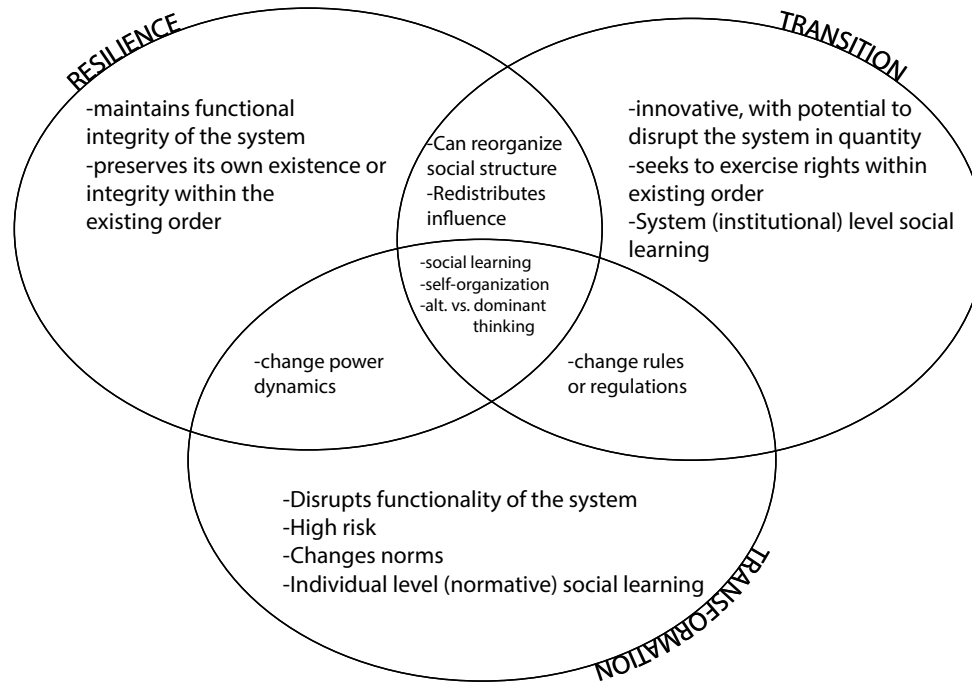 RESILIENCE
-maintains functional
integrity of the system
-preserves its own existence or
integrity within the
existing order
-Can reorganize
social structure
-Redistributes
influence
TRANSITION
-innovative, with potential to
disrupt the system in quantity
-seeks to exercise rights within
existing order
-System (institutional) level social
learning
-social learning
-self-organization
-alt. vs. dominant
thinking
-change power
dynamics
-change rules
or regulations
-Disrupts functionality of the system
-High risk
-Changes norms
-Individual level (normative) social learning
TRANSFORMATION